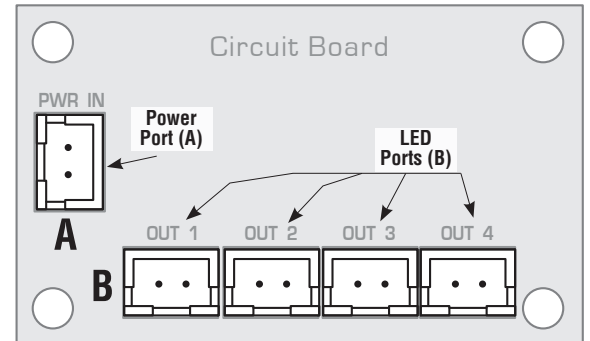 Circuit Board
PWR IN
Power
Port (A)
LED
Ports (B)
A
OUT 1
OUT 2
OUT 3
OUT 4
B